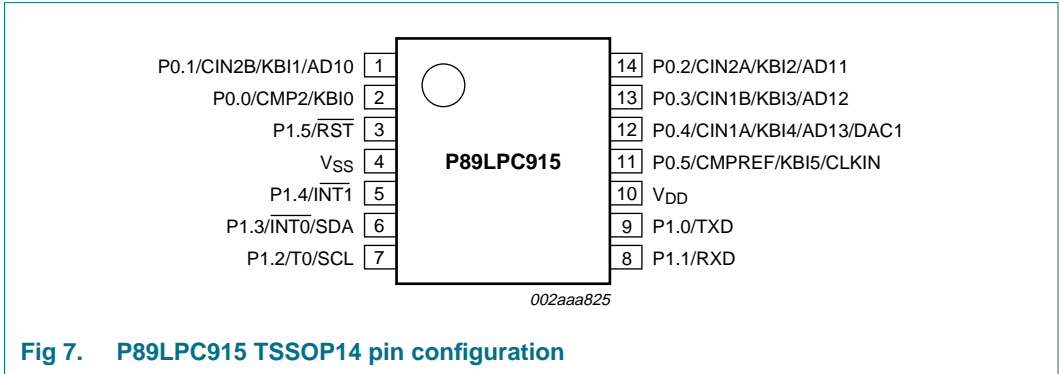 P0.1/CIN2B/KBI1/AD10 1 14 P0.2/CIN2A/KBI2/AD11
P0.0/CMP2/KBI0 2 13 P0.3/CIN1B/KBI3/AD12
P1.5/RST 3 12 P0.4/CIN1A/KBI4/AD13/DAC1
VSS 4 P89LPC915 11 P0.5/CMPREF/KBI5/CLKIN
P1.4/INT1 5 10 VDD
P1.3/INT0/SDA 6 9 P1.0/TXD
P1.2/T0/SCL 7 8 P1.1/RXD
002aaa825
Fig 7. P89LPC915 TSSOP14 pin configuration